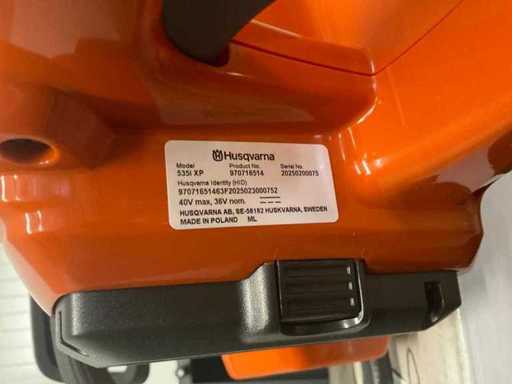 Husqvarna
Model Product No. Serial No.
535i XP 970716514 20250200075
Husqvarna Identity (HID)
97071651463F2025023000752
40V max, 36V nom.
HUSQVARNA AB, SE-56182 HUSKVARNA, SWEDEN
MADE IN POLAND ML